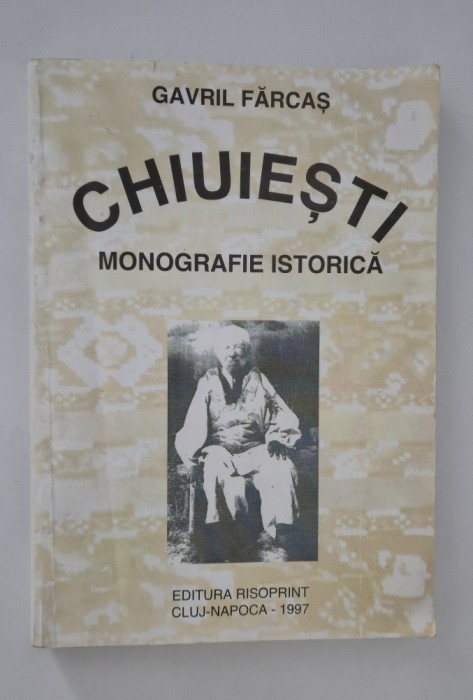 GAVRIL FĂRCAȘ
CHIUIEȘTI
MONOGRAFIE ISTORICĂ
EDITURA RISOPRINT
CLUJ-NAPOCA - 1997